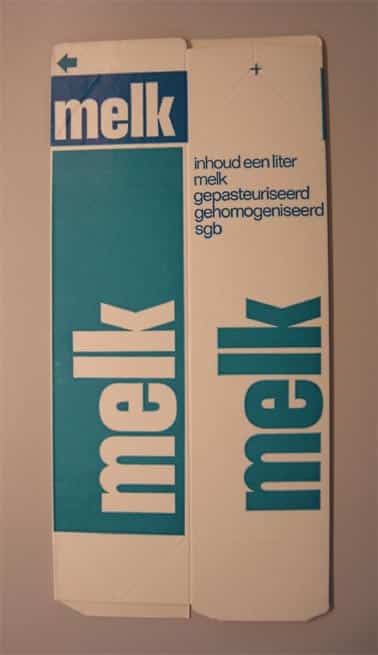 melk
melk
inhoud een liter
melk
gepasteuriseerd
gehomogeniseerd
sgb
melk